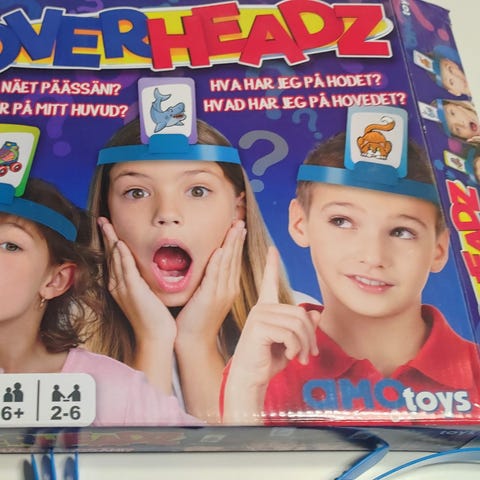 OVERHEADZ
NÄET PÄÄSSÄNI?
R PÅ MITT HUVUD?
HVA HAR JEG PÅ HODET?
HVAD HAR JEG PÅ HOVEDET?
AMO toys
6+ 2-6